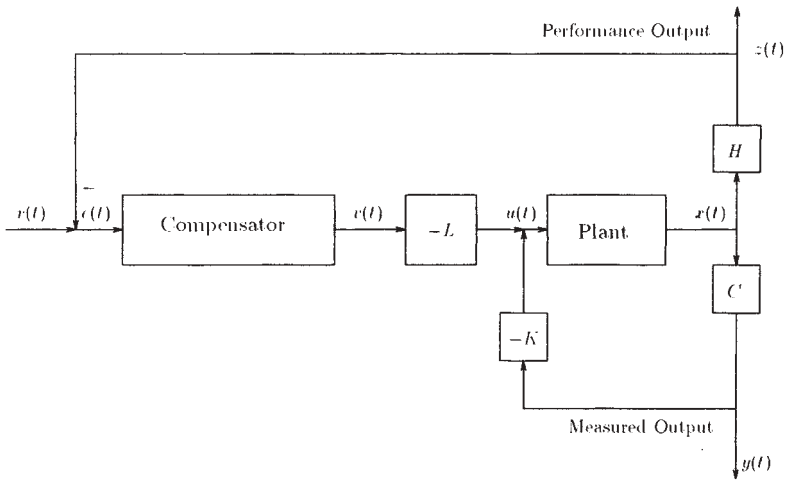 Performance Output
z(t)
H
r(t)
e(t)
Compensator
v(t)
−L
u(t)
Plant
x(t)
C
−K
Measured Output
y(t)